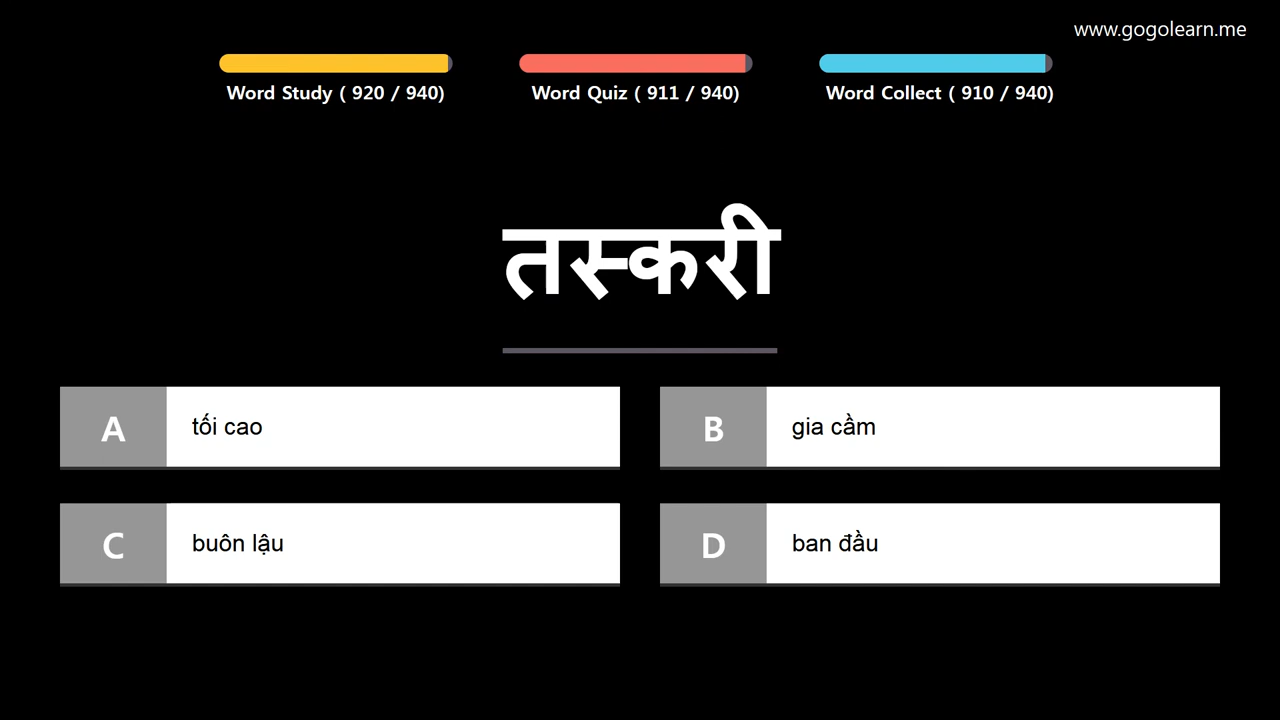 www.gogolearn.me
Word Study ( 920 / 940)
Word Quiz ( 911 / 940)
Word Collect ( 910 / 940)
तस्करी
A tối cao
B gia cầm
C buôn lậu
D ban đầu